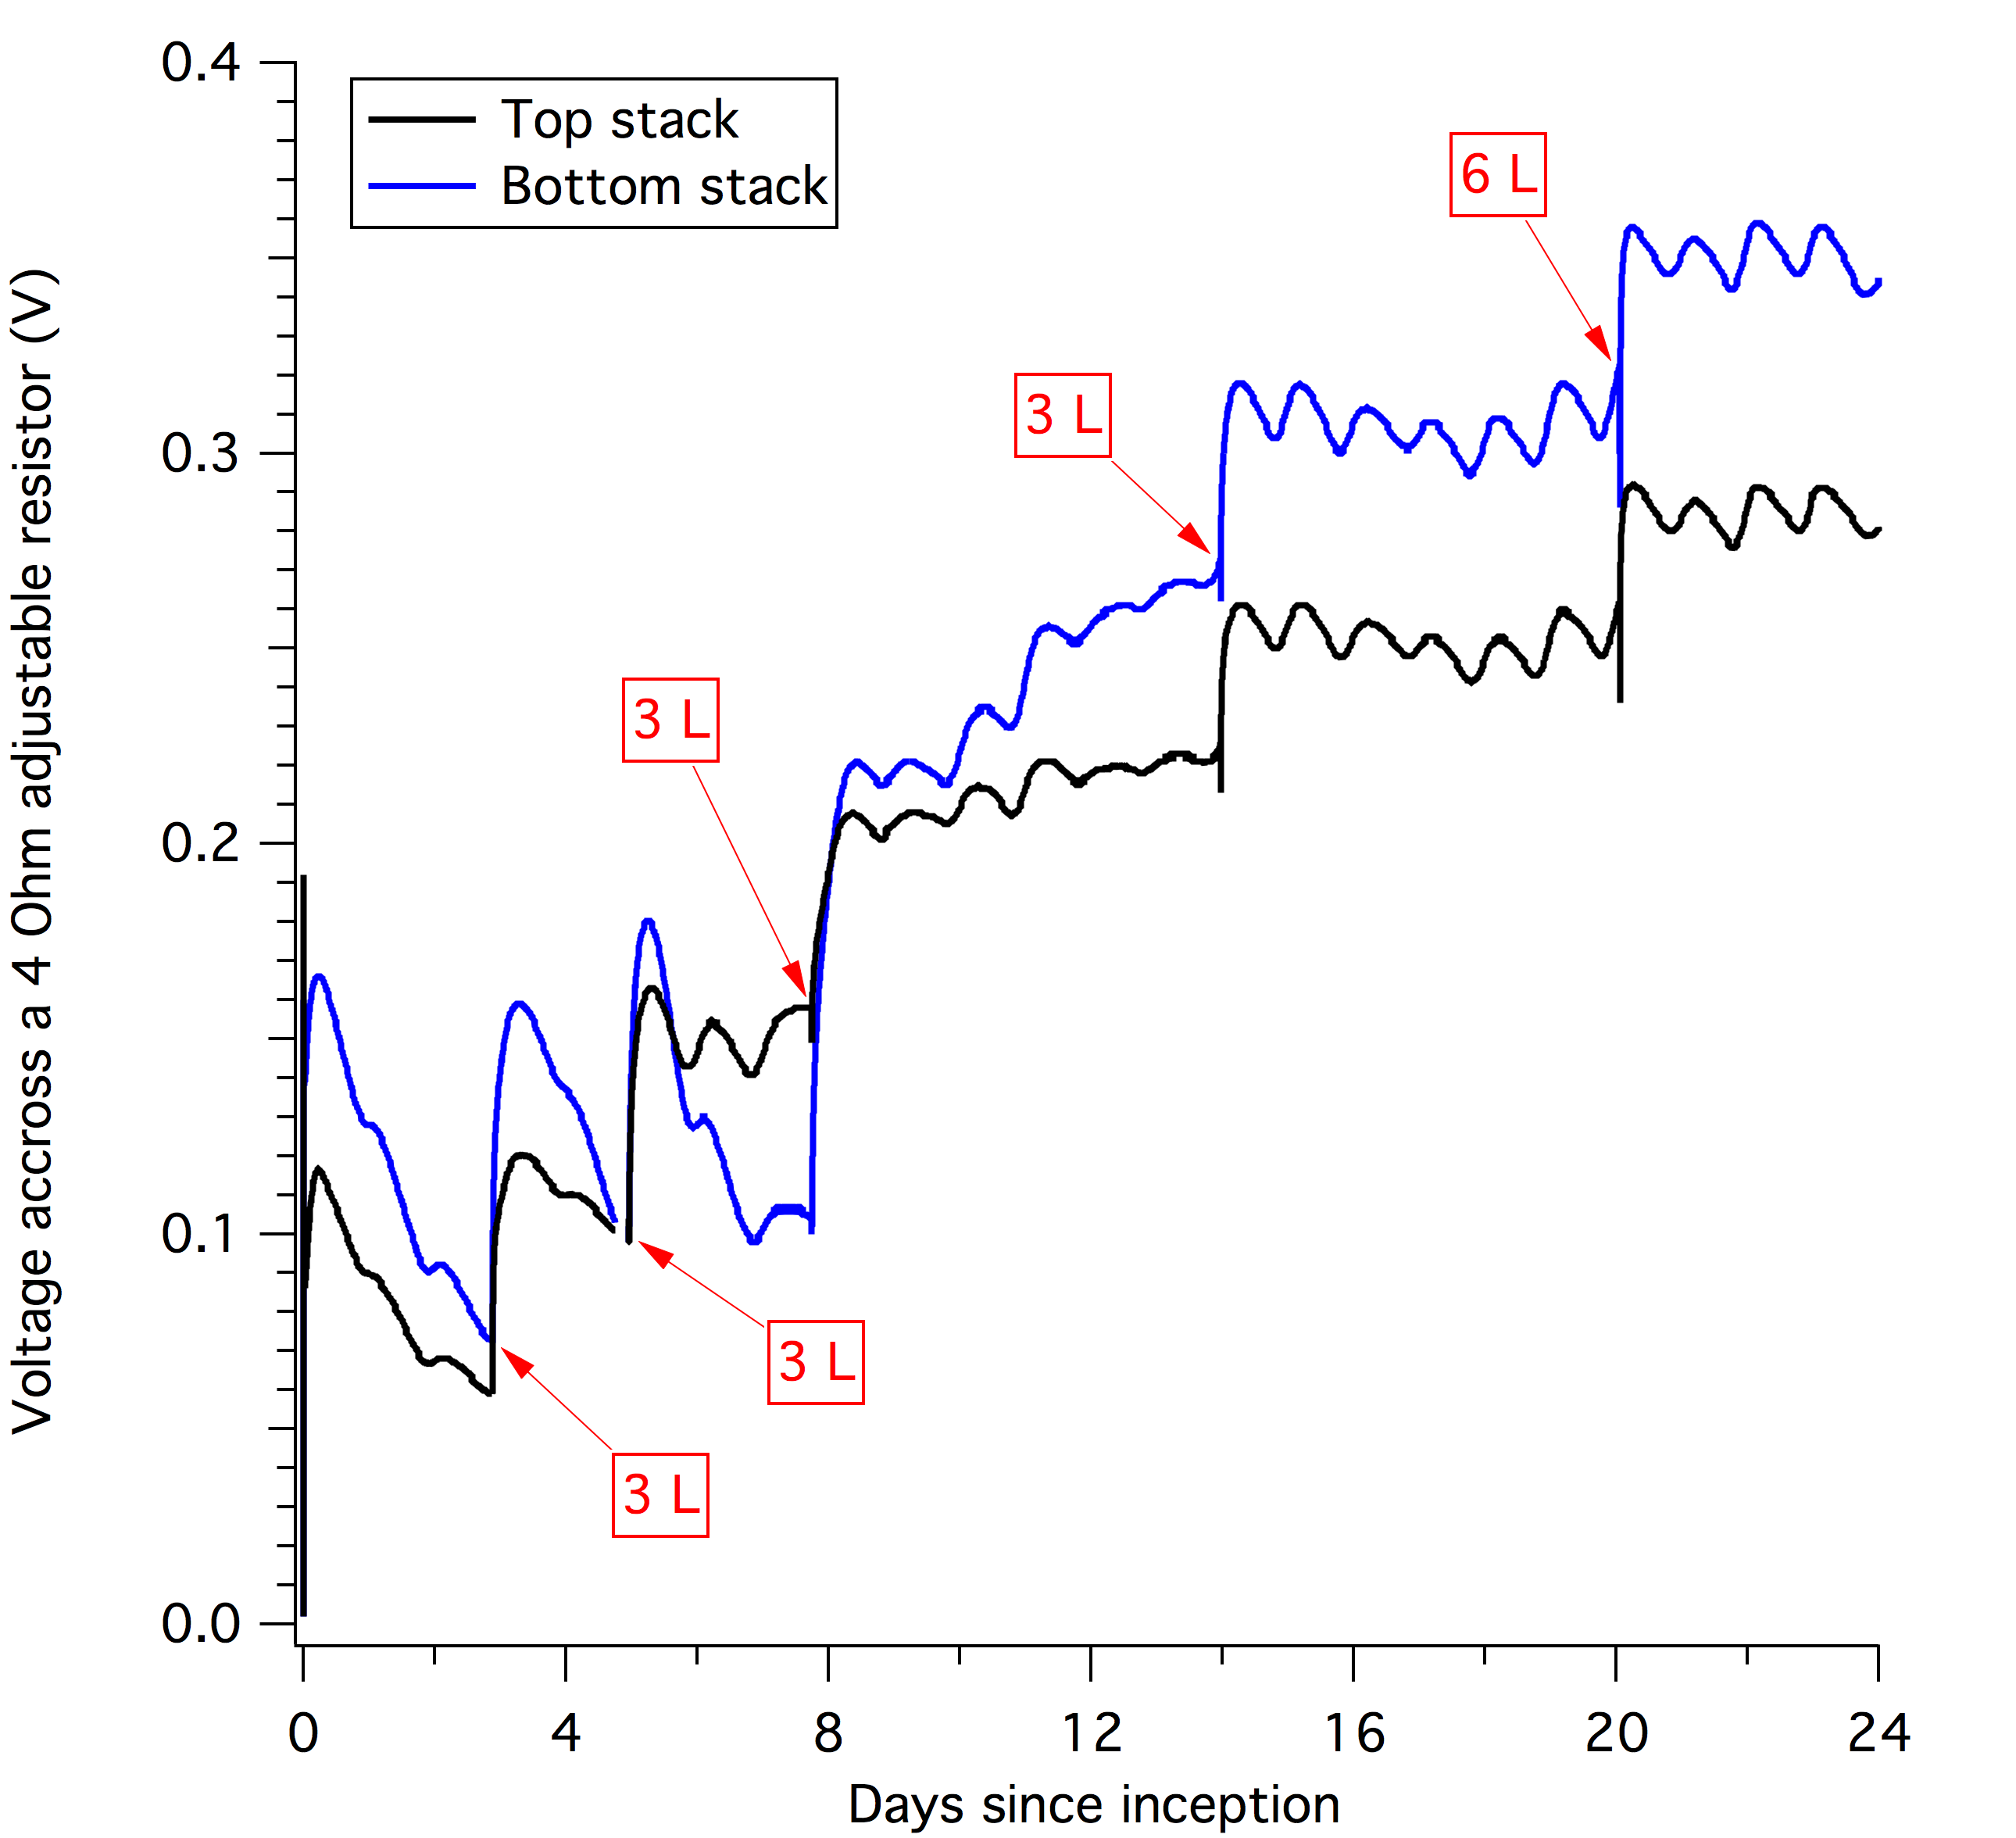 0.4
0.3
0.2
0.1
0.0
Voltage accross a 4 Ohm adjustable resistor (V)
Top stack
Bottom stack
6 L
3 L
3 L
3 L
3 L
0
4
8
12
16
20
24
Days since inception